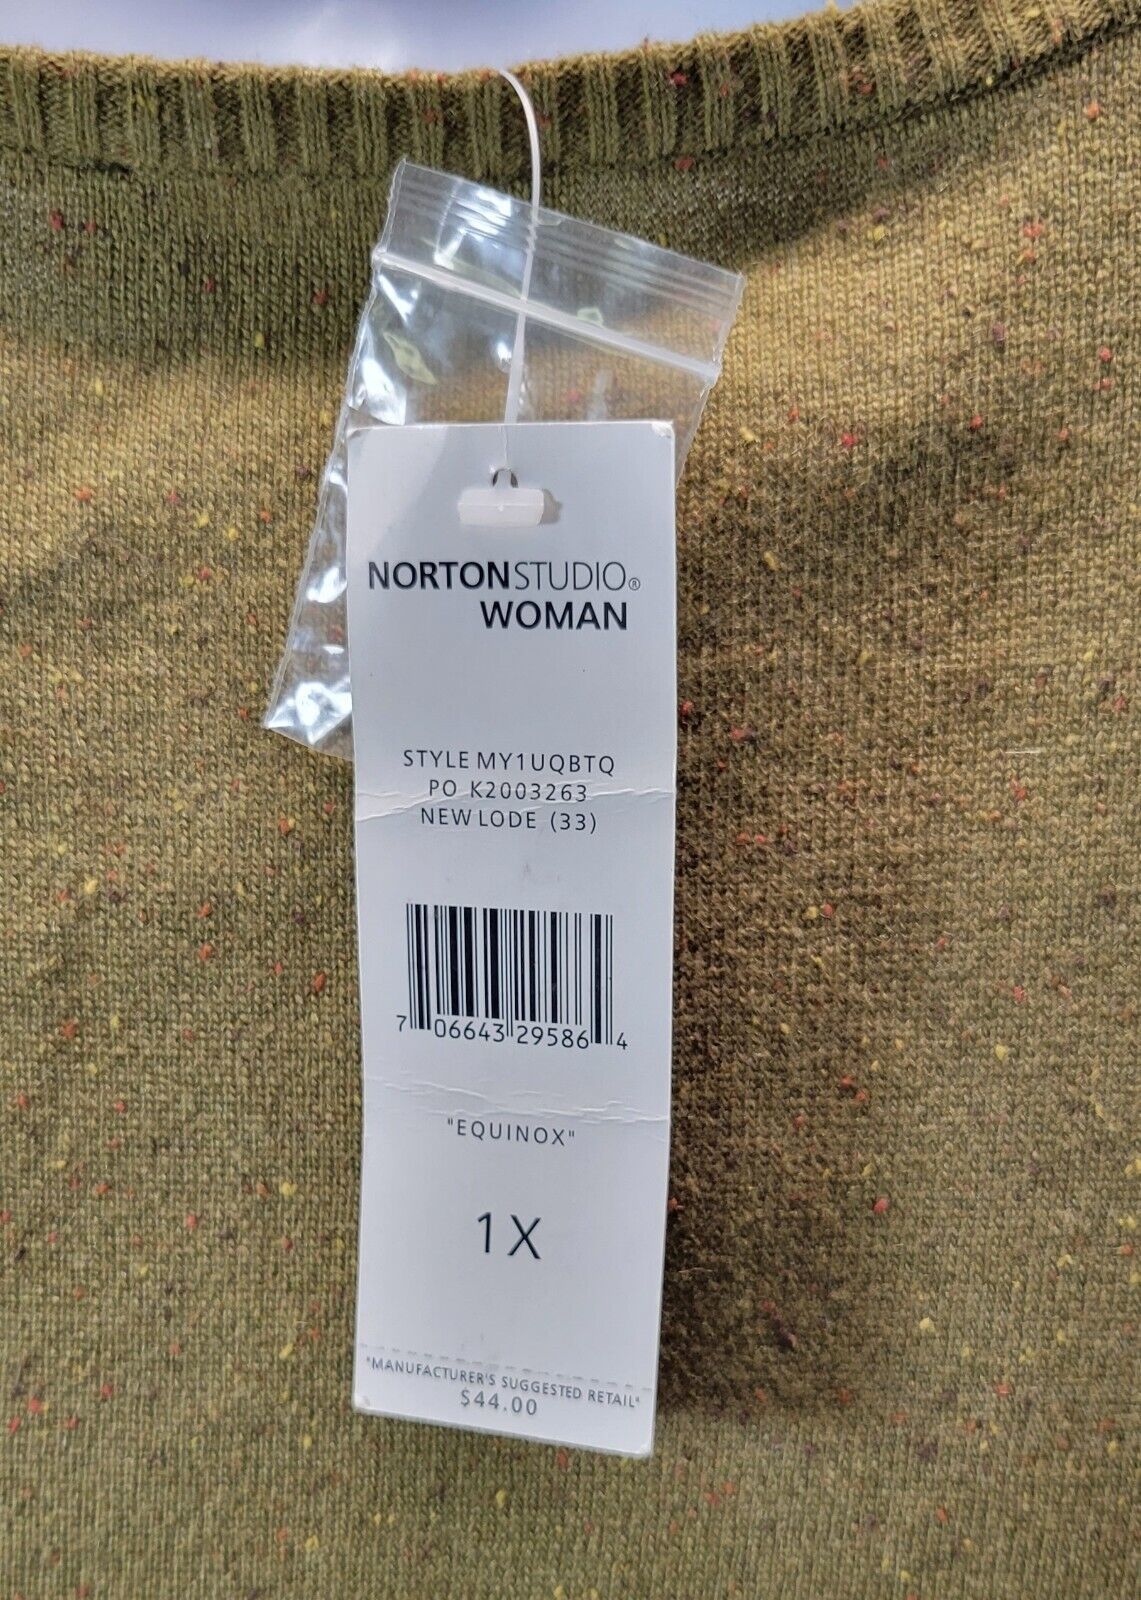 NORTONSTUDIO®
WOMAN
STYLE MY1UQBTQ
PO K2003263
NEW LODE (33)
7 06643 29586 4
"EQUINOX"
1X
"MANUFACTURER'S SUGGESTED RETAIL"
$44.00